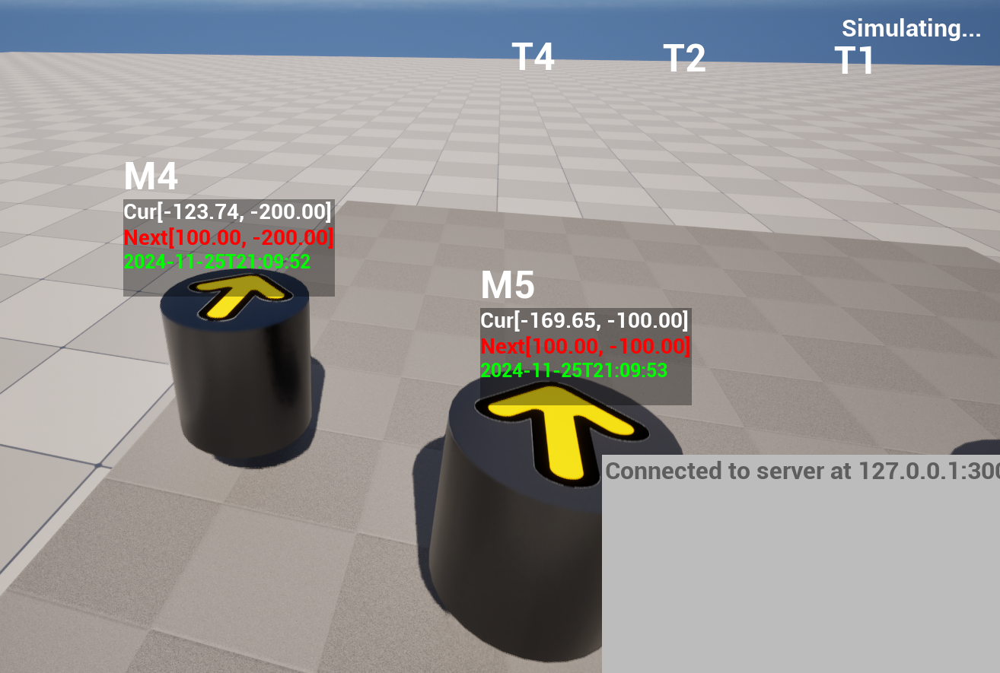 Simulating...
T4
T2
T1
M4
Cur[-123.74, -200.00]
Next[100.00, -200.00]
2024-11-25T21:09:52
M5
Cur[-169.65, -100.00]
Next[100.00, -100.00]
2024-11-25T21:09:53
Connected to server at 127.0.0.1:300